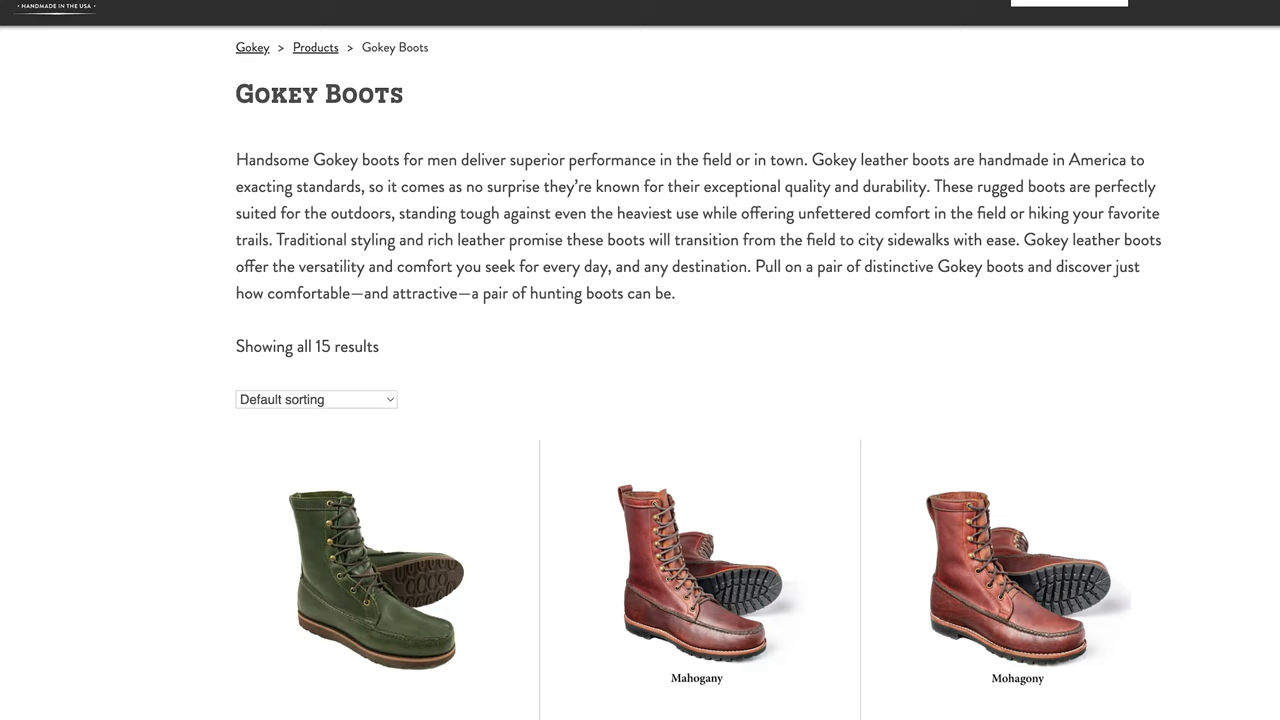 • HANDMADE IN THE USA •
Gokey > Products > Gokey Boots
Gokey Boots
Handsome Gokey boots for men deliver superior performance in the field or in town. Gokey leather boots are handmade in America to
exacting standards, so it comes as no surprise they’re known for their exceptional quality and durability. These rugged boots are perfectly
suited for the outdoors, standing tough against even the heaviest use while offering unfettered comfort in the field or hiking your favorite
trails. Traditional styling and rich leather promise these boots will transition from the field to city sidewalks with ease. Gokey leather boots
offer the versatility and comfort you seek for every day, and any destination. Pull on a pair of distinctive Gokey boots and discover just
how comfortable—and attractive—a pair of hunting boots can be.
Showing all 15 results
Default sorting
Mahogany
Mohagony